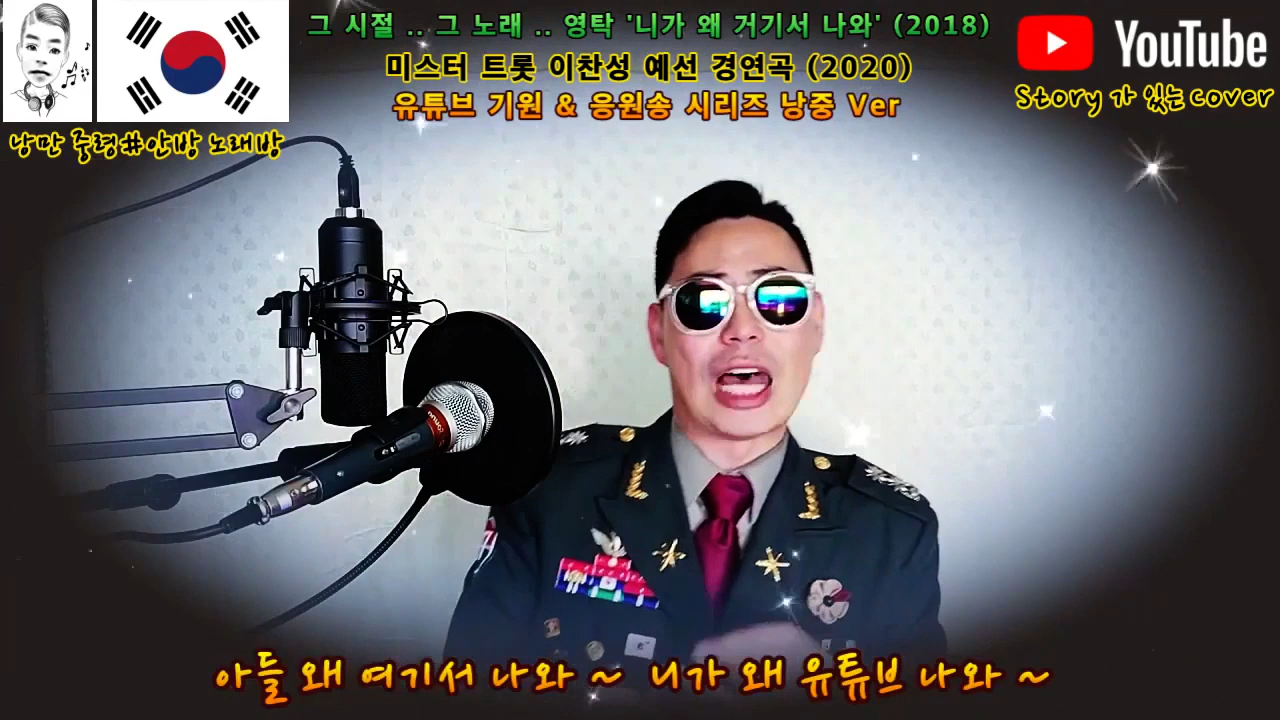 그 시절 .. 그 노래 .. 영탁 '니가 왜 거기서 나와' (2018)
미스터 트롯 이찬성 예선 경연곡 (2020)
유튜브 기원 & 응원송 시리즈 낭중 Ver
YouTube
Story 가 있는 cover
낭만 중령#안방 노래방
아들 왜 여기서 나와 ~ 니가 왜 유튜브 나와 ~